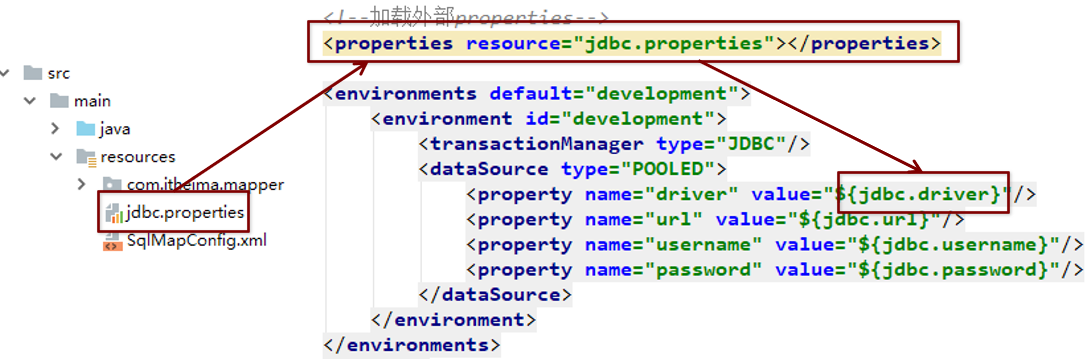 src
main
java
resources
com.itheima.mapper
jdbc.properties
SqlMapConfig.xml
<!--加载外部properties-->
<properties resource="jdbc.properties"></properties>
<environments default="development">
<environment id="development">
<transactionManager type="JDBC"/>
<dataSource type="POOLED">
<property name="driver" value="${jdbc.driver}"/>
<property name="url" value="${jdbc.url}"/>
<property name="username" value="${jdbc.username}"/>
<property name="password" value="${jdbc.password}"/>
</dataSource>
</environment>
</environments>